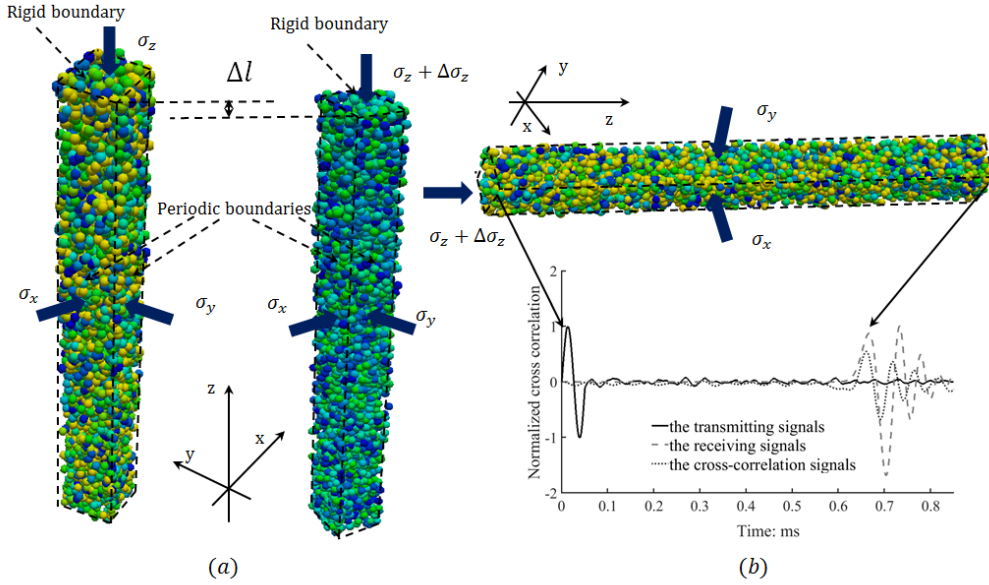 Rigid boundary
σz
Δl
Rigid boundary
σz + Δσz
Periodic boundaries
σx
σy
σx
σy
z
x
y
(a)
y
x
z
σy
σz + Δσz
σx
Normalized cross correlation
2
1
0
-1
-2
the transmitting signals
the receiving signals
the cross-correlation signals
0 0.1 0.2 0.3 0.4 0.5 0.6 0.7 0.8
Time: ms
(b)